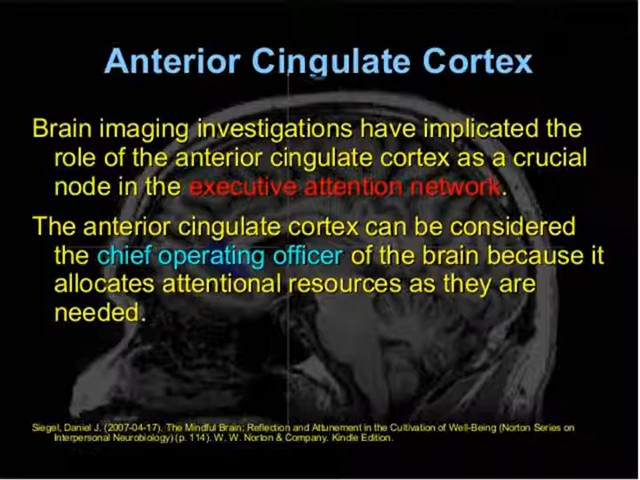 Anterior Cingulate Cortex
Brain imaging investigations have implicated the
role of the anterior cingulate cortex as a crucial
node in the executive attention network.
The anterior cingulate cortex can be considered
the chief operating officer of the brain because it
allocates attentional resources as they are
needed.
Siegel, Daniel J. (2007-04-17). The Mindful Brain: Reflection and Attunement in the Cultivation of Well-Being (Norton Series on
Interpersonal Neurobiology) (p. 114). W. W. Norton & Company. Kindle Edition.